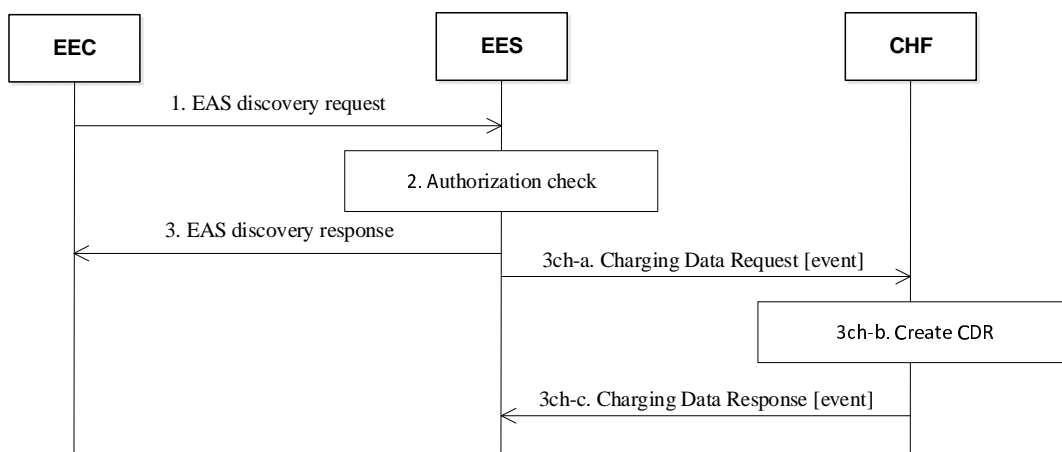 EEC
EES
CHF
1. EAS discovery request
2. Authorization check
3. EAS discovery response
3ch-a. Charging Data Request [event]
3ch-b. Create CDR
3ch-c. Charging Data Response [event]